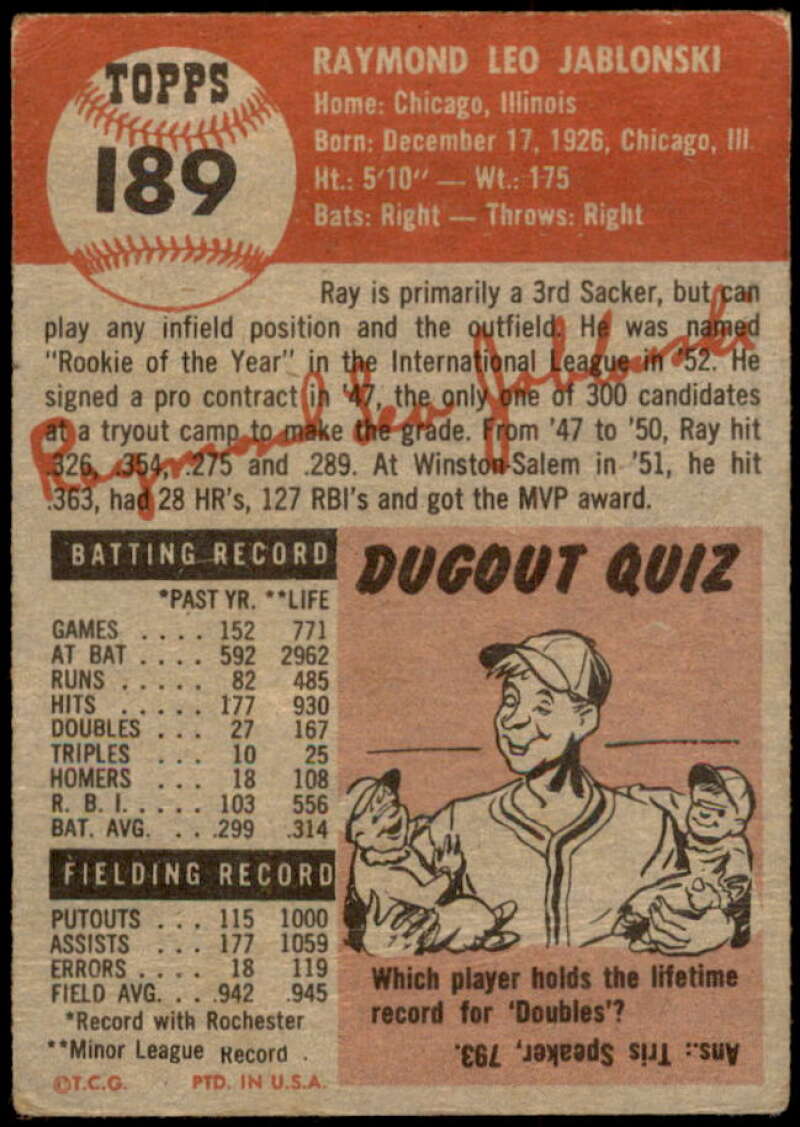 TOPPS
189
RAYMOND LEO JABLONSKI
Home: Chicago, Illinois
Born: December 17, 1926, Chicago, Ill.
Ht.: 5'10" — Wt.: 175
Bats: Right — Throws: Right
Ray is primarily a 3rd Sacker, but can
play any infield position and the outfield. He was named
"Rookie of the Year" in the International League in '52. He
signed a pro contract in '47, the only one of 300 candidates
at a tryout camp to make the grade. From '47 to '50, Ray hit
.326, .354, .275 and .289. At Winston-Salem in '51, he hit
.363, had 28 HR's, 127 RBI's and got the MVP award.
Raymond Leo Jablonski
BATTING RECORD
*PAST YR. **LIFE
GAMES .... 152 771
AT BAT .... 592 2962
RUNS ..... 82 485
HITS ..... 177 930
DOUBLES ... 27 167
TRIPLES ... 10 25
HOMERS ... 18 108
R. B. I. .... 103 556
BAT. AVG. .. .299 .314
FIELDING RECORD
PUTOUTS ... 115 1000
ASSISTS ... 177 1059
ERRORS .... 18 119
FIELD AVG. .. .942 .945
*Record with Rochester
**Minor League Record .
©T.C.G. PTD. IN U.S.A.
DUGOUT QUIZ
Which player holds the lifetime
record for 'Doubles'?
Ans.: Tris Speaker, 793.